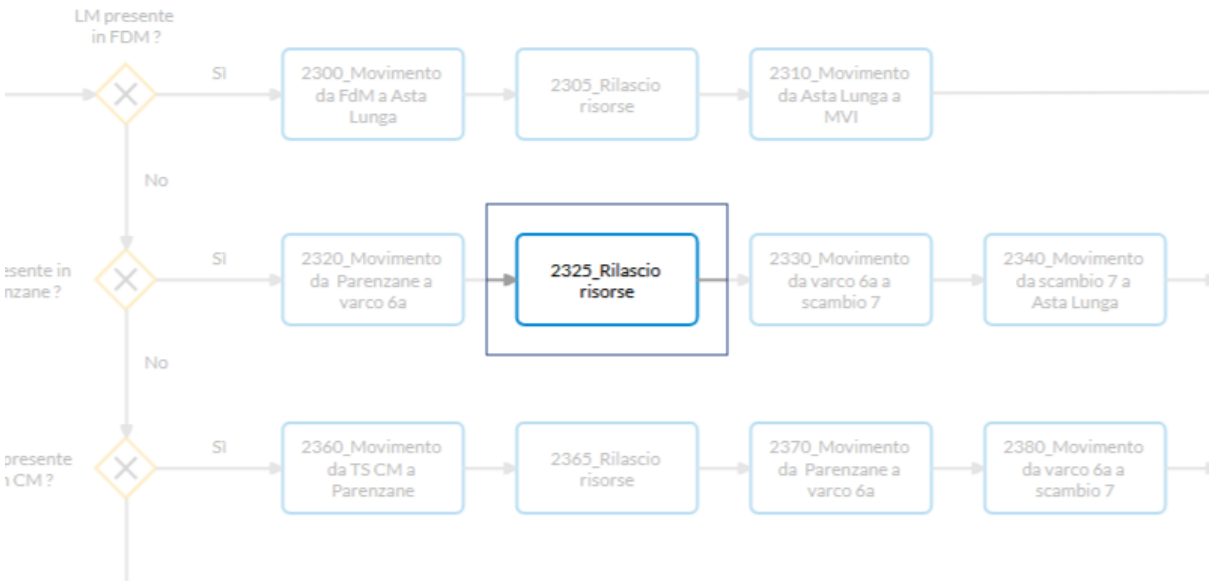 LM presente
in FDM ?
Sì
2300_Movimento
da FdM a Asta
Lunga
2305_Rilascio
risorse
2310_Movimento
da Asta Lunga a
MVI
No
esente in
nzane ?
Sì
2320_Movimento
da Parenzane a
varco 6a
2325_Rilascio
risorse
2330_Movimento
da varco 6a a
scambio 7
2340_Movimento
da scambio 7 a
Asta Lunga
No
presente
n CM ?
Sì
2360_Movimento
da TS CM a
Parenzane
2365_Rilascio
risorse
2370_Movimento
da Parenzane a
varco 6a
2380_Movimento
da varco 6a a
scambio 7